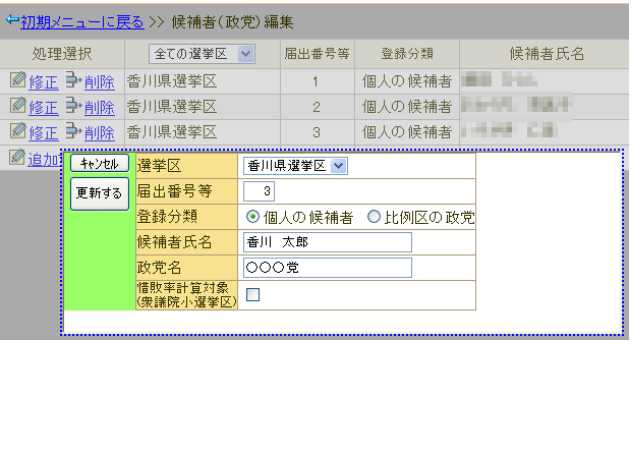 初期メニューに戻る >> 候補者(政党)編集
処理選択 全ての選挙区 届出番号等 登録分類 候補者氏名
修正 削除 香川県選挙区 1 個人の候補者
修正 削除 香川県選挙区 2 個人の候補者
修正 削除 香川県選挙区 3 個人の候補者
追加
キャンセル 選挙区 香川県選挙区
更新する 届出番号等 3
登録分類 個人の候補者 比例区の政党
候補者氏名 香川 太郎
政党名 ○○○党
惜敗率計算対象
(衆議院小選挙区)